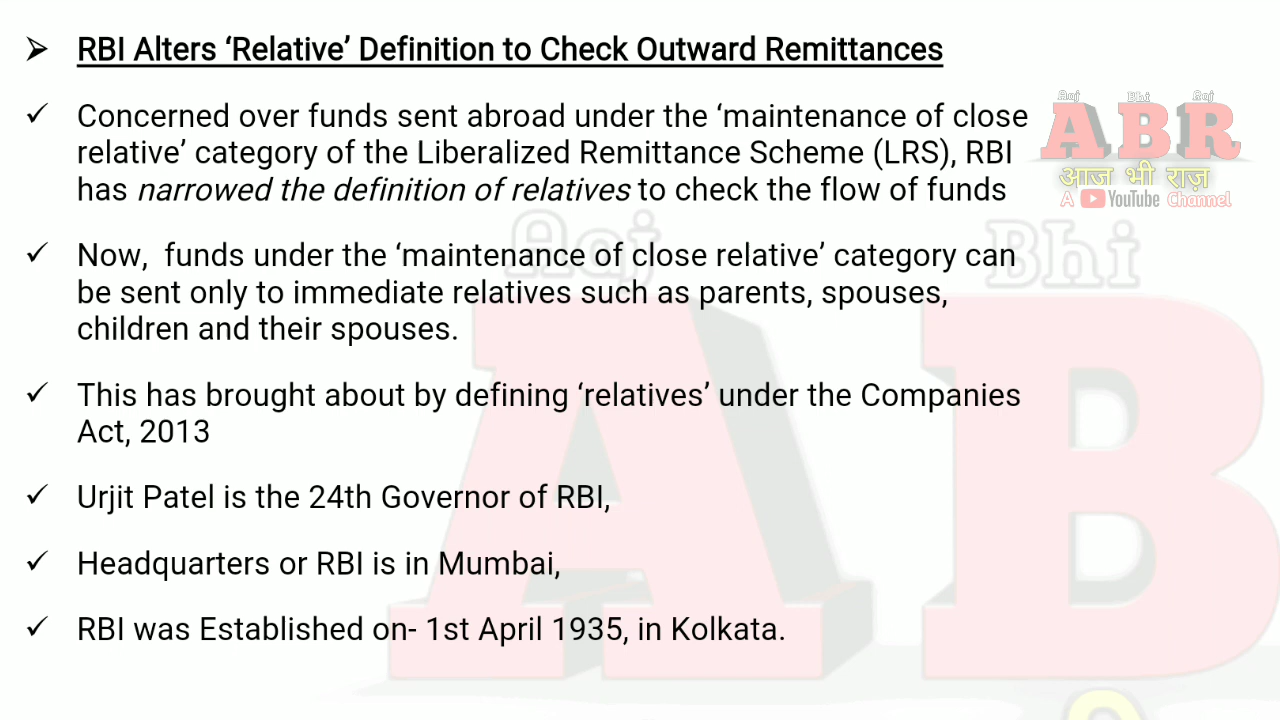 RBI Alters ‘Relative’ Definition to Check Outward Remittances
Concerned over funds sent abroad under the ‘maintenance of close
relative’ category of the Liberalized Remittance Scheme (LRS), RBI
has narrowed the definition of relatives to check the flow of funds
Now,  funds under the ‘maintenance of close relative’ category can
be sent only to immediate relatives such as parents, spouses,
children and their spouses.
This has brought about by defining ‘relatives’ under the Companies
Act, 2013
Urjit Patel is the 24th Governor of RBI,
Headquarters or RBI is in Mumbai,
RBI was Established on- 1st April 1935, in Kolkata.
Aaj Bhi Raj
ABR
आज भी राज़
A YouTube Channel
Aaj Bhi
A B